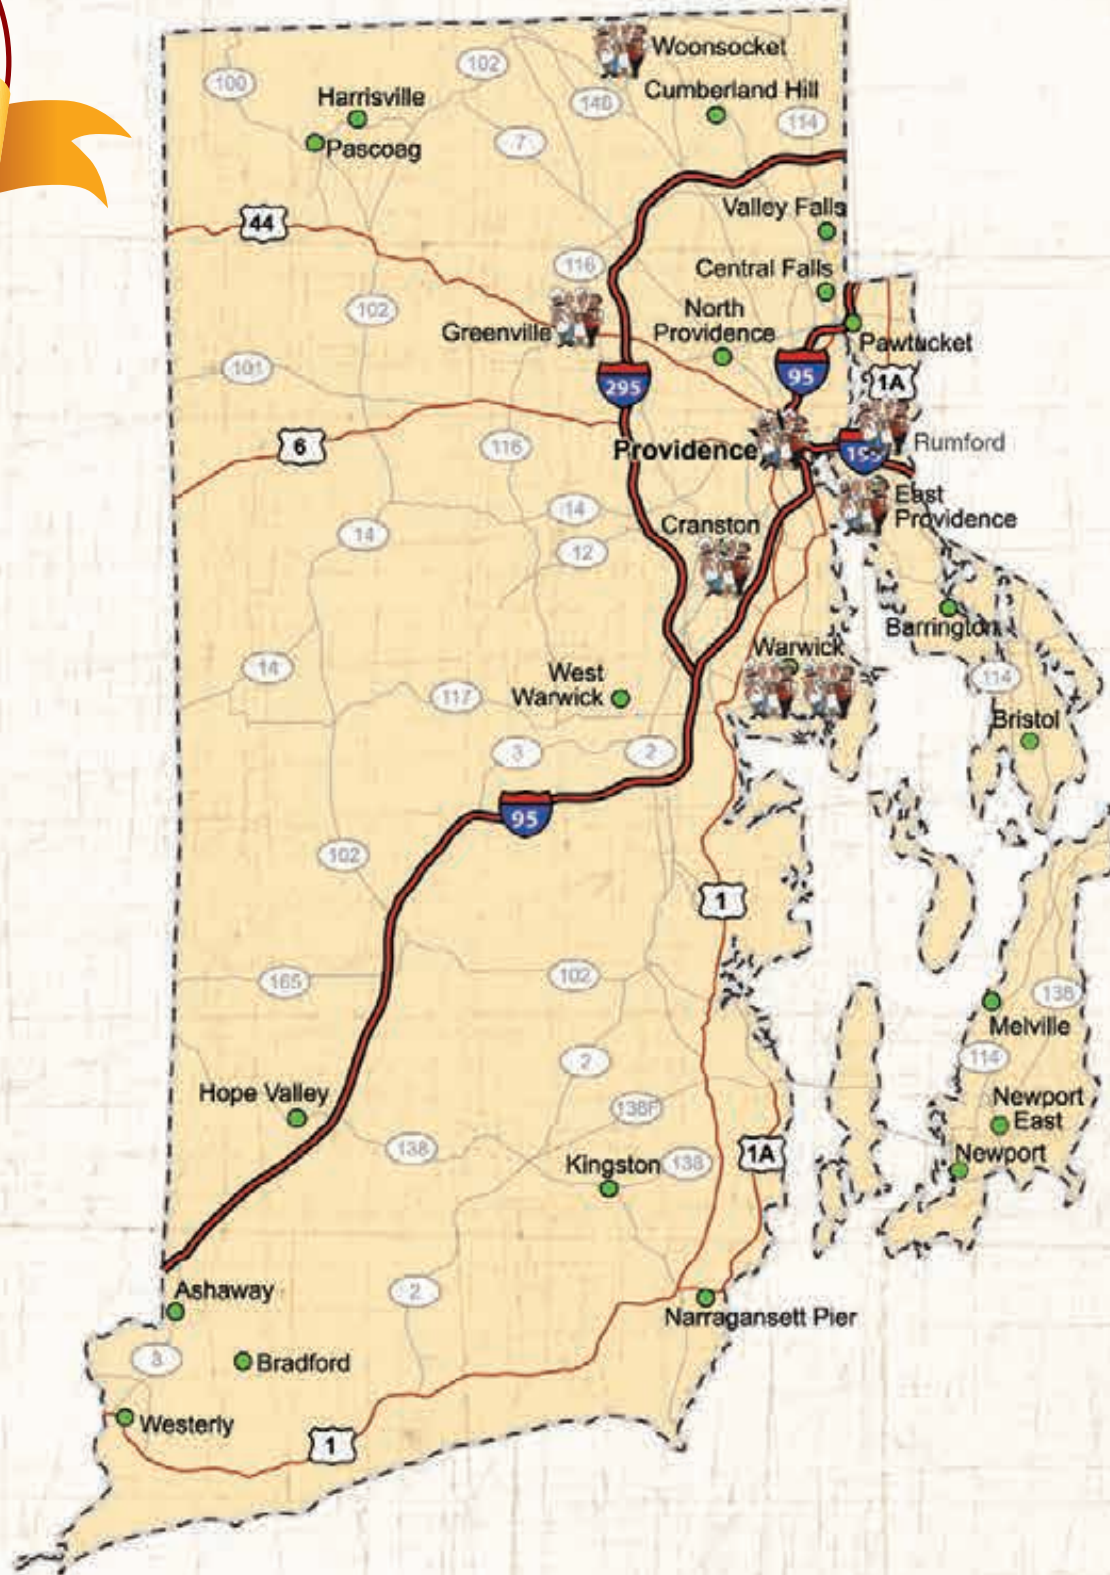 Woonsocket
102
100
Cumberland Hill
Harrisville
146
114
7
Pascoag
Valley Falls
44
116
Central Falls
102
North
Providence
Greenville
Pawtucket
101
295
95
1A
6
116
Providence
195
Rumford
East
Providence
14
Cranston
14
12
Barrington
Warwick
14
West
Warwick
117
114
Bristol
3
2
95
102
1
165
102
138
Melville
2
114
Hope Valley
138F
Newport
East
138
1A
Newport
Kingston
138
Ashaway
2
Narragansett Pier
3
Bradford
Westerly
1